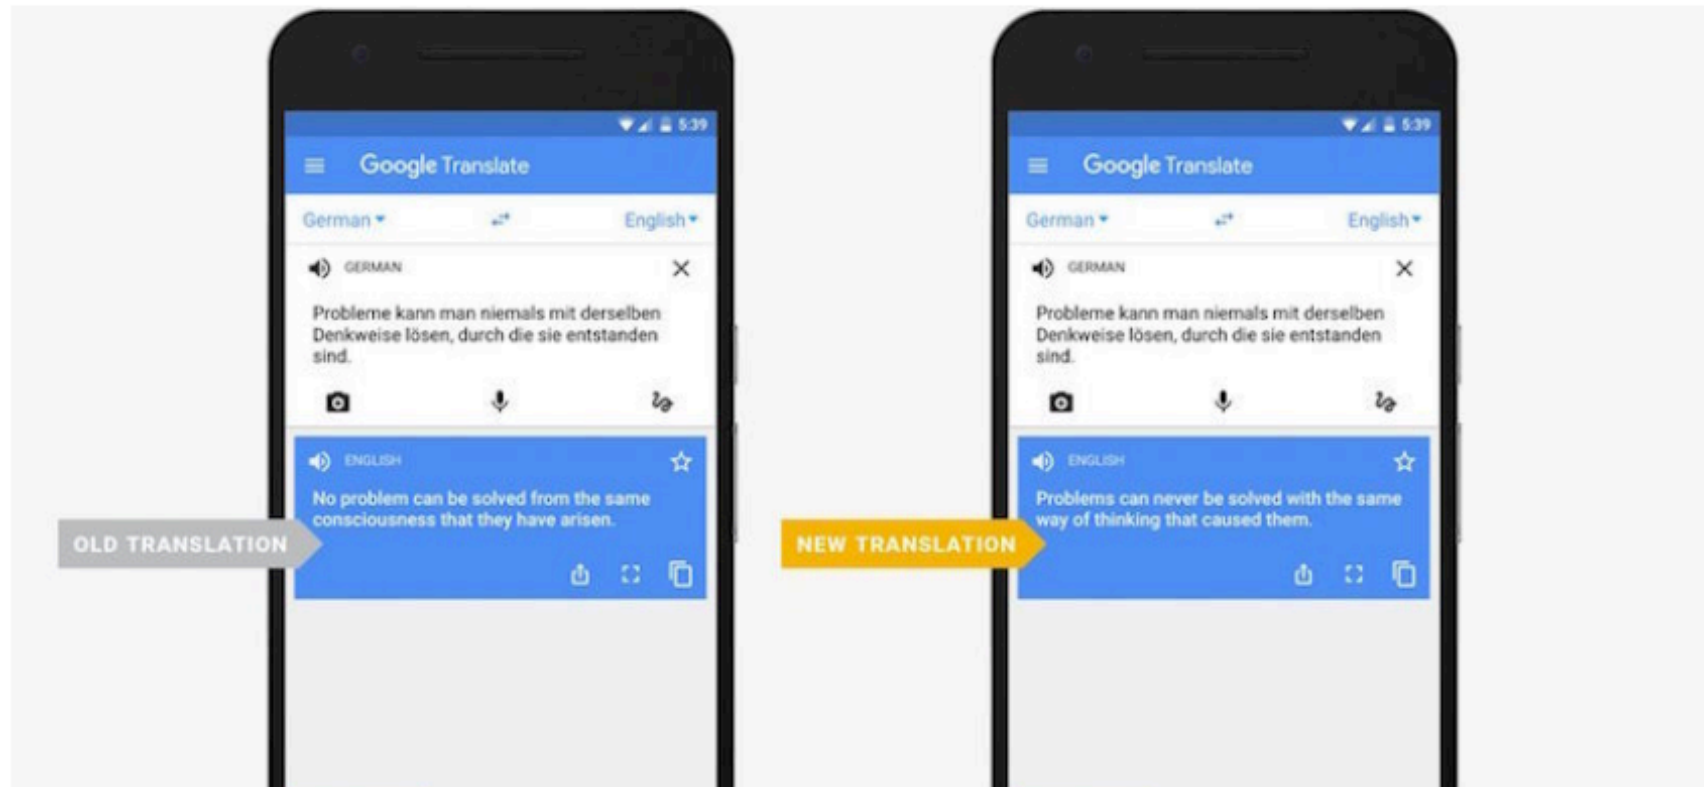 5:39
Google Translate
German
English
GERMAN
Probleme kann man niemals mit derselben
Denkweise lösen, durch die sie entstanden
sind.
ENGLISH
No problem can be solved from the same
consciousness that they have arisen.
OLD TRANSLATION
5:39
Google Translate
German
English
GERMAN
Probleme kann man niemals mit derselben
Denkweise lösen, durch die sie entstanden
sind.
ENGLISH
Problems can never be solved with the same
way of thinking that caused them.
NEW TRANSLATION